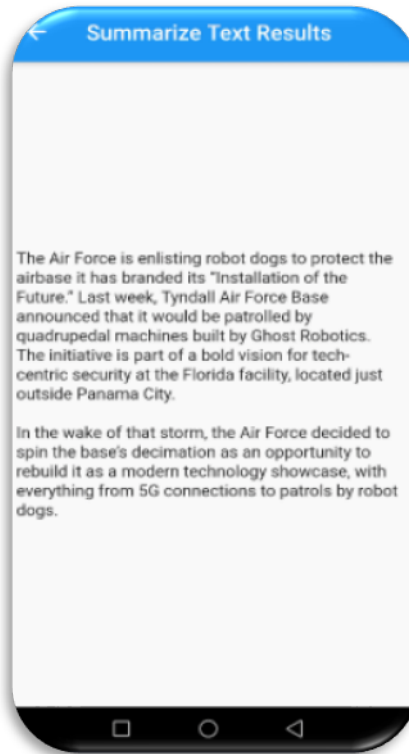 Summarize Text Results
The Air Force is enlisting robot dogs to protect the
airbase it has branded its "Installation of the
Future." Last week, Tyndall Air Force Base
announced that it would be patrolled by
quadrupedal machines built by Ghost Robotics.
The initiative is part of a bold vision for tech-
centric security at the Florida facility, located just
outside Panama City.
In the wake of that storm, the Air Force decided to
spin the base's decimation as an opportunity to
rebuild it as a modern technology showcase, with
everything from 5G connections to patrols by robot
dogs.